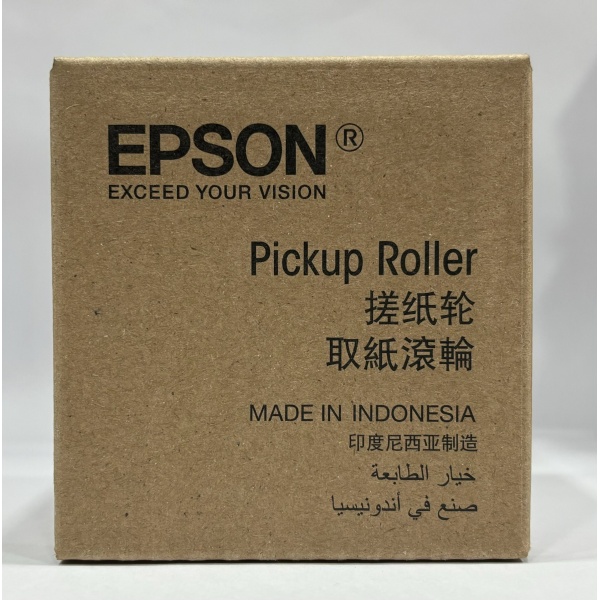 EPSON®
EXCEED YOUR VISION
Pickup Roller
搓纸轮
取紙滾輪
MADE IN INDONESIA
印度尼西亚制造
خيار الطابعة
صنع في أندونيسيا